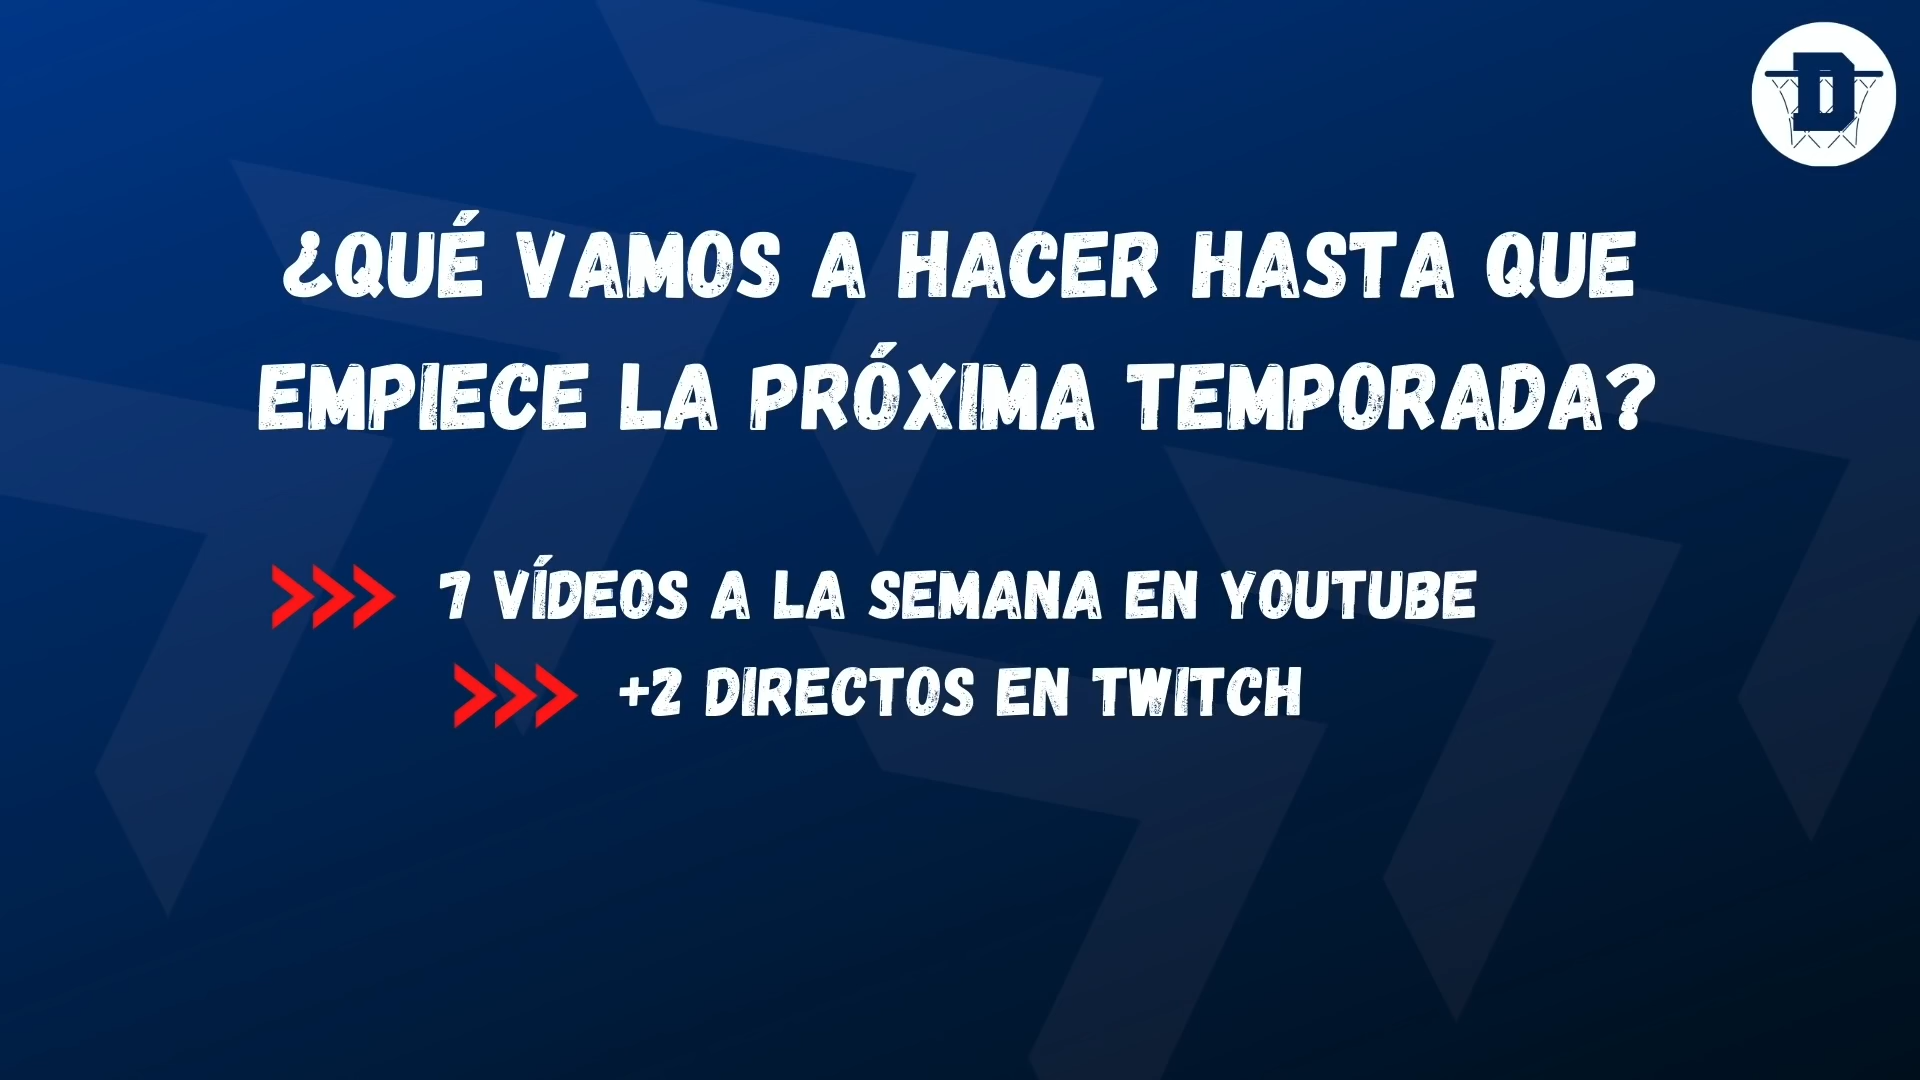 D
¿QUÉ VAMOS A HACER HASTA QUE
EMPIECE LA PRÓXIMA TEMPORADA?
7 VÍDEOS A LA SEMANA EN YOUTUBE
+2 DIRECTOS EN TWITCH